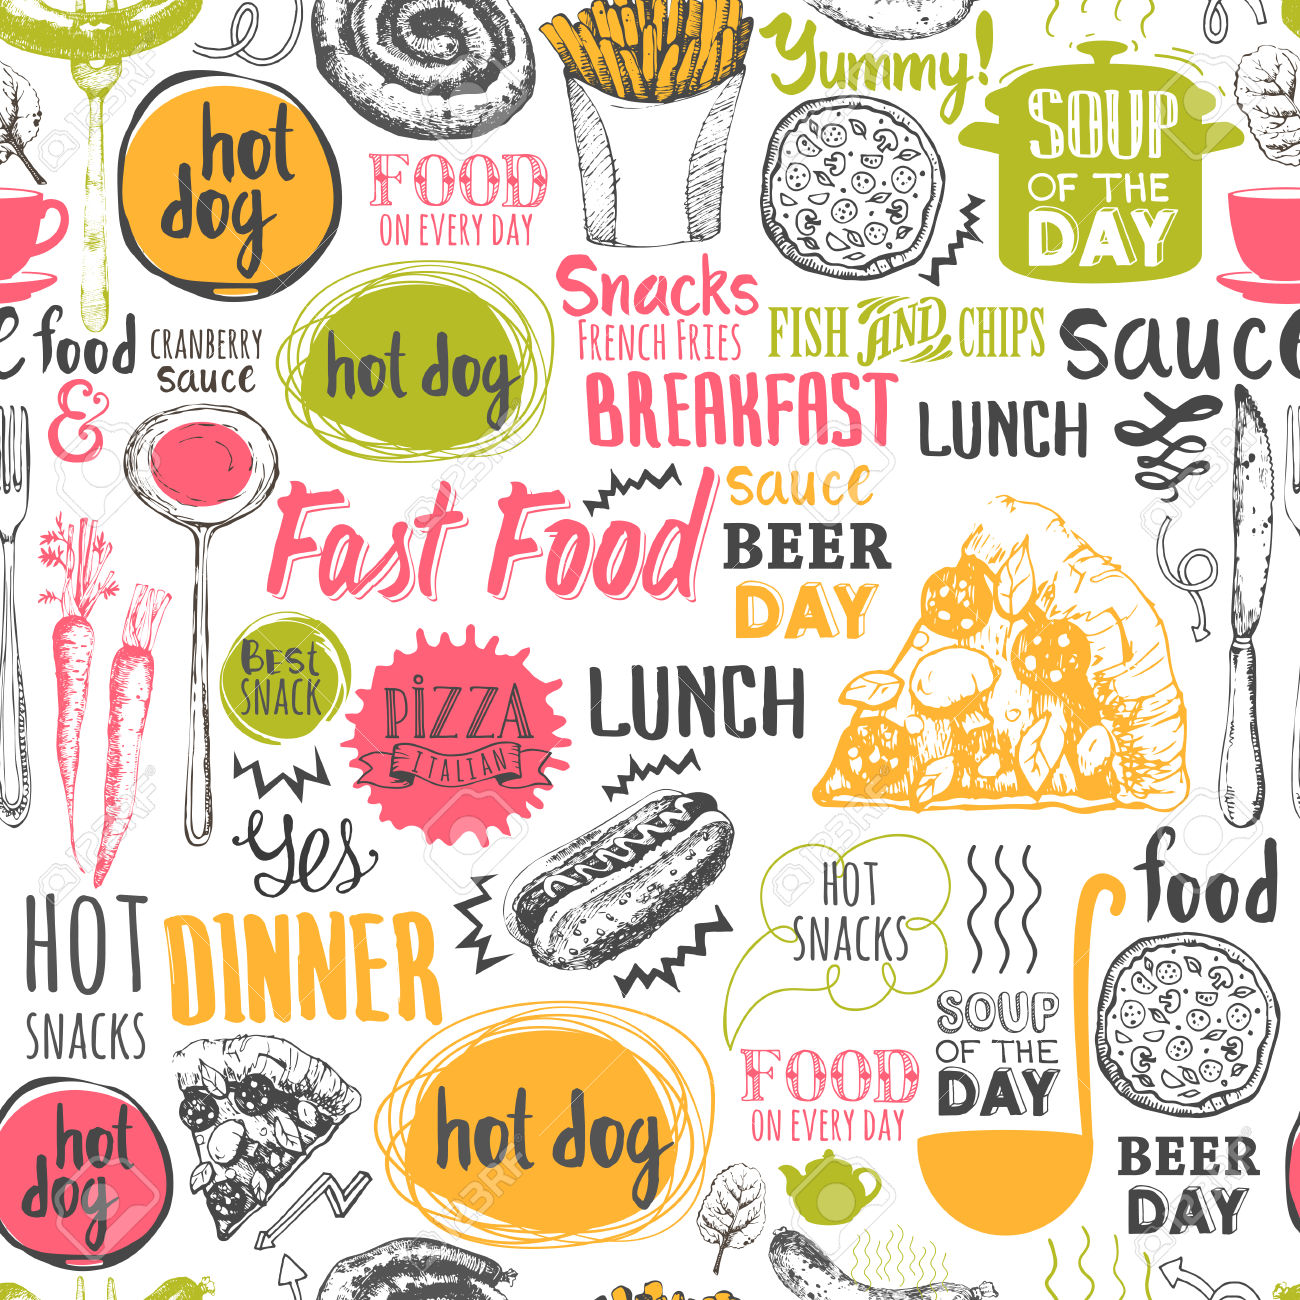 Yummy!
SOUP
OF THE
DAY
hot
dog
FOOD
ON EVERY DAY
Snacks
FRENCH FRIES
FISH AND CHIPS
sauce
e food
&
CRANBERRY
sauce
hot dog
BREAKFAST
LUNCH
Fast Food
sauce
BEER
DAY
BEST
SNACK
PiZZA
ITALIAN
LUNCH
yes
HOT
SNACKS
food
HOT
SNACKS
DINNER
SOUP
OF THE
DAY
FOOD
ON EVERY DAY
hot
dog
hot dog
BEER
DAY